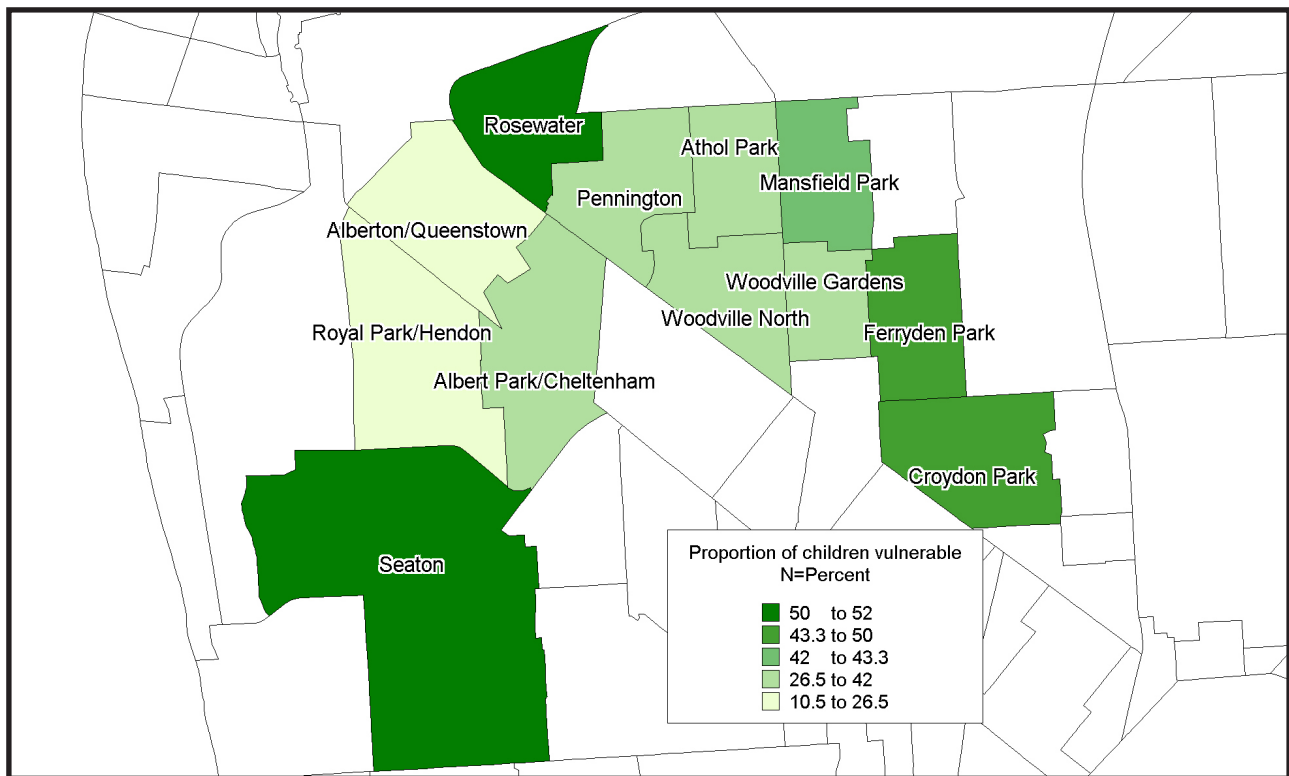 Rosewater
Athol Park
Mansfield Park
Pennington
Alberton/Queenstown
Woodville Gardens
Woodville North
Royal Park/Hendon
Ferryden Park
Albert Park/Cheltenham
Croydon Park
Seaton
Proportion of children vulnerable
N=Percent
50 to 52
43.3 to 50
42 to 43.3
26.5 to 42
10.5 to 26.5